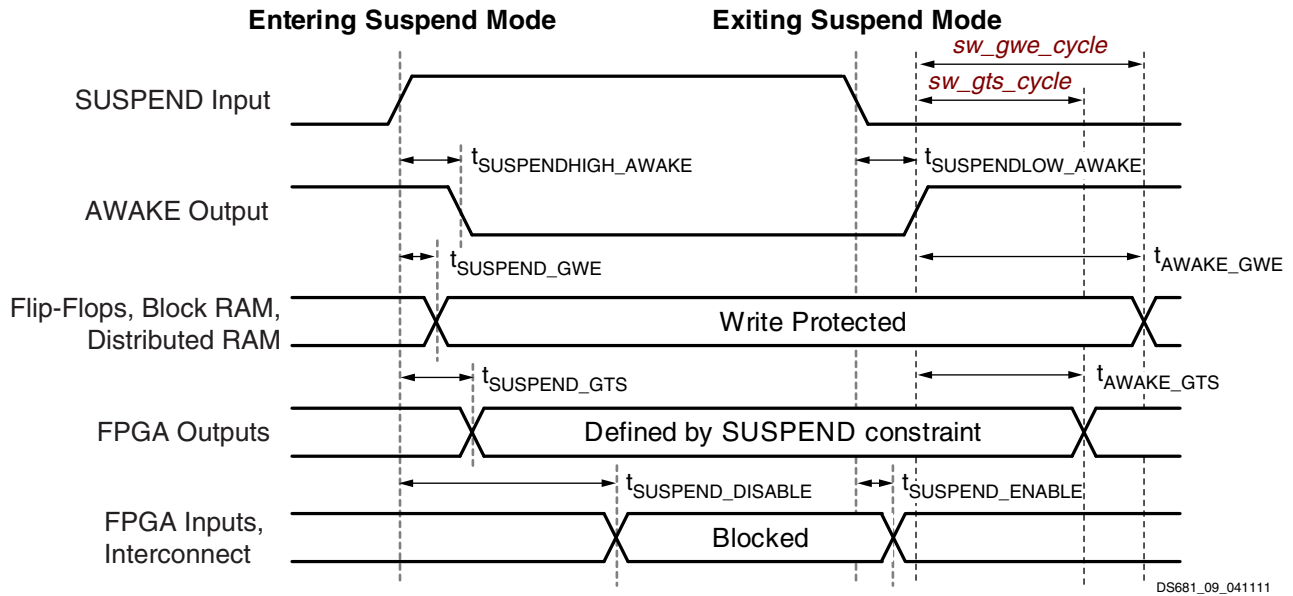 Entering Suspend Mode
Exiting Suspend Mode
sw_gwe_cycle
sw_gts_cycle
SUSPEND Input
tSUSPENDHIGH_AWAKE
tSUSPENDLOW_AWAKE
AWAKE Output
tSUSPEND_GWE
tAWAKE_GWE
Flip-Flops, Block RAM,
Distributed RAM
Write Protected
tSUSPEND_GTS
tAWAKE_GTS
FPGA Outputs
Defined by SUSPEND constraint
tSUSPEND_DISABLE
tSUSPEND_ENABLE
FPGA Inputs,
Interconnect
Blocked
DS681_09_041111